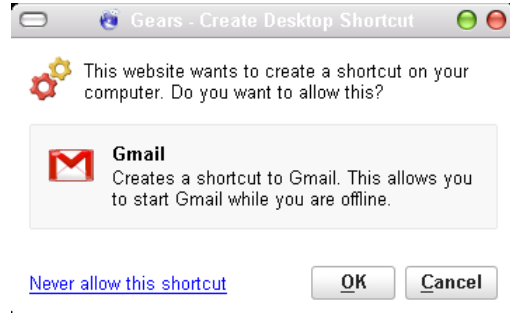 Gears - Create Desktop Shortcut
This website wants to create a shortcut on your
computer. Do you want to allow this?
Gmail
Creates a shortcut to Gmail. This allows you
to start Gmail while you are offline.
Never allow this shortcut
OK
Cancel